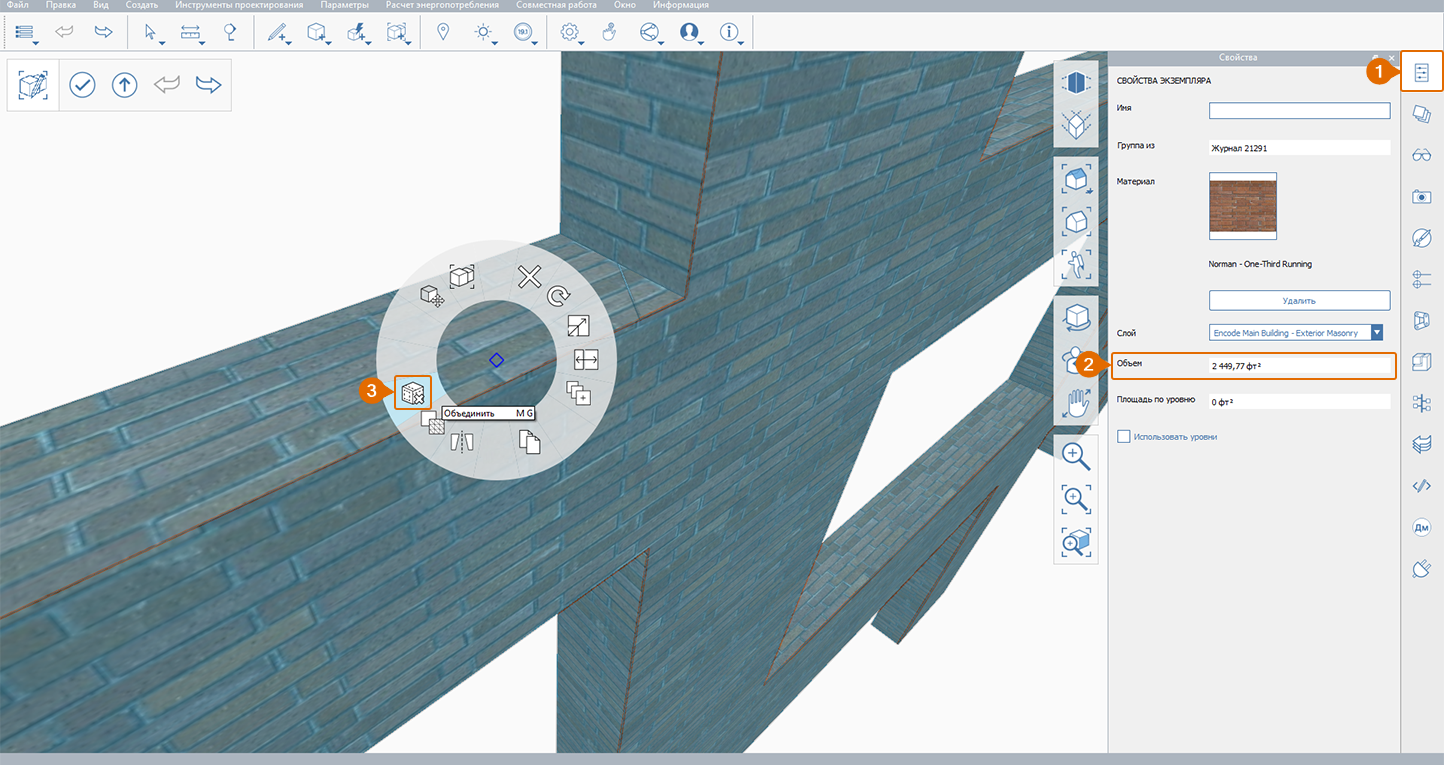 Файл Правка Вид Создать Инструменты проектирования Параметры Расчет энергопотребления Совместная работа Окно Информация
191
Свойства
1
СВОЙСТВА ЭКЗЕМПЛЯРА
Имя
Группа из Журнал 21291
Материал
Norman - One-Third Running
Удалить
Слой Encode Main Building - Exterior Masonry
2
Объем 2 449,77 фт³
Площадь по уровню 0 фт²
Использовать уровни
3
Объединить M G
Дм